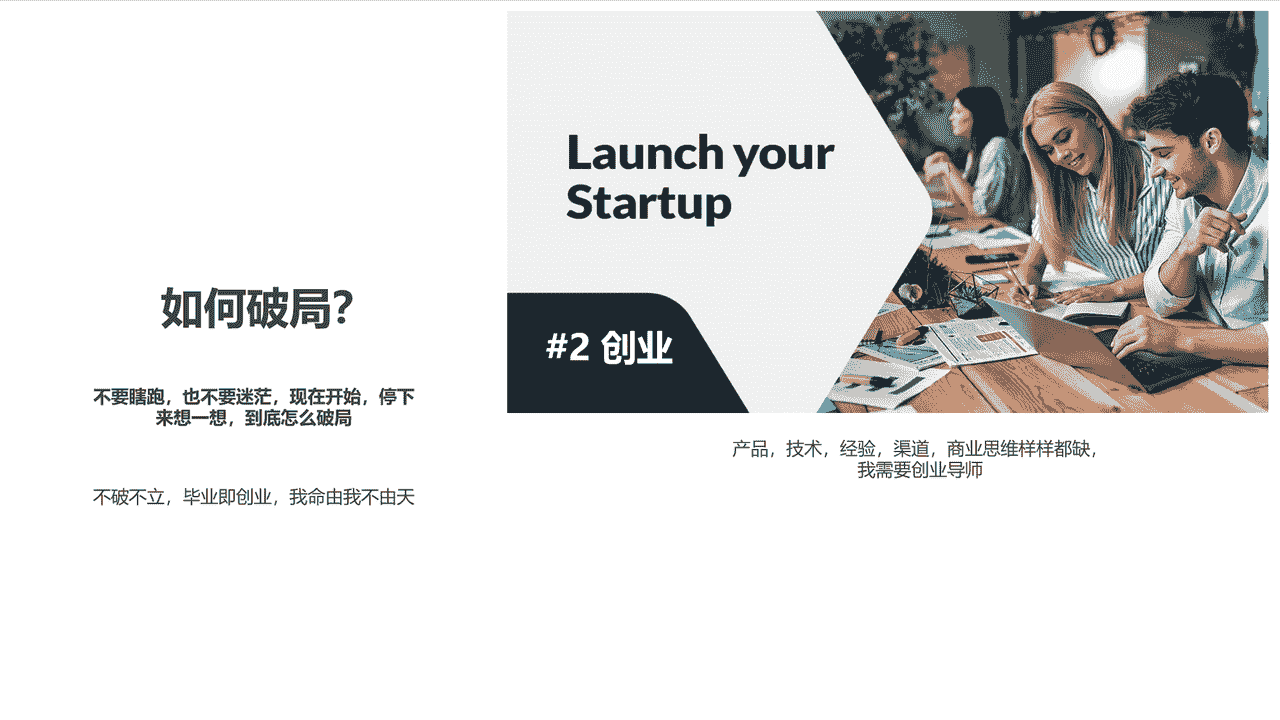 如何破局？
不要瞎跑，也不要迷茫，现在开始，停下
来想一想，到底怎么破局
不破不立，毕业即创业，我命由我不由天
Launch your
Startup
#2 创业
产品，技术，经验，渠道，商业思维样样都缺，
我需要创业导师